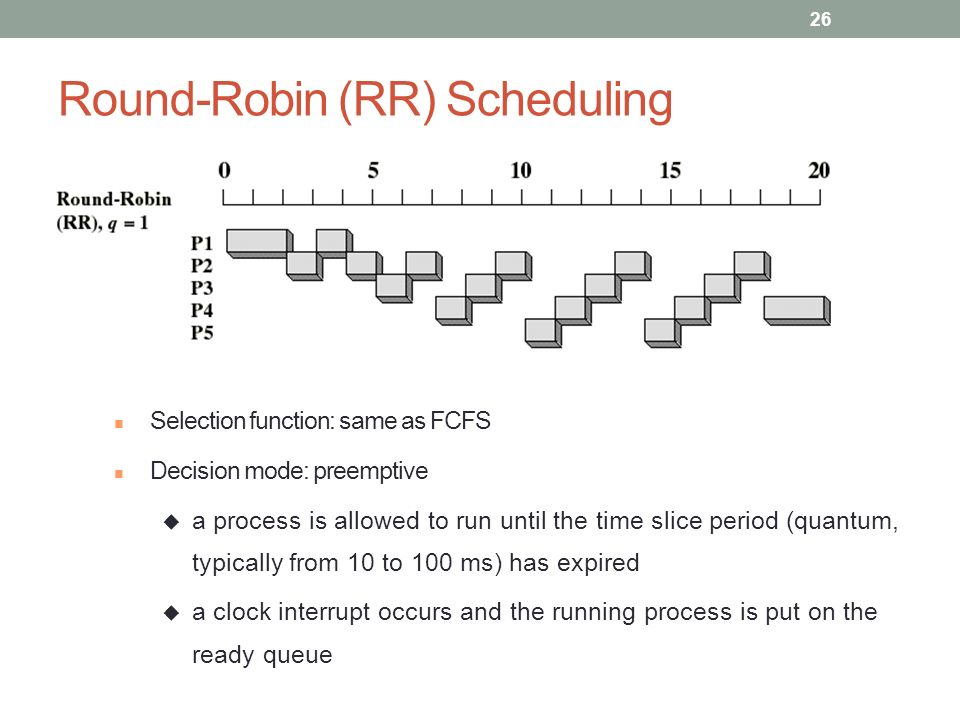 26
Round-Robin (RR) Scheduling
0 5 10 15 20
Round-Robin
(RR), q = 1
P1
P2
P3
P4
P5
Selection function: same as FCFS
Decision mode: preemptive
a process is allowed to run until the time slice period (quantum,
typically from 10 to 100 ms) has expired
a clock interrupt occurs and the running process is put on the
ready queue